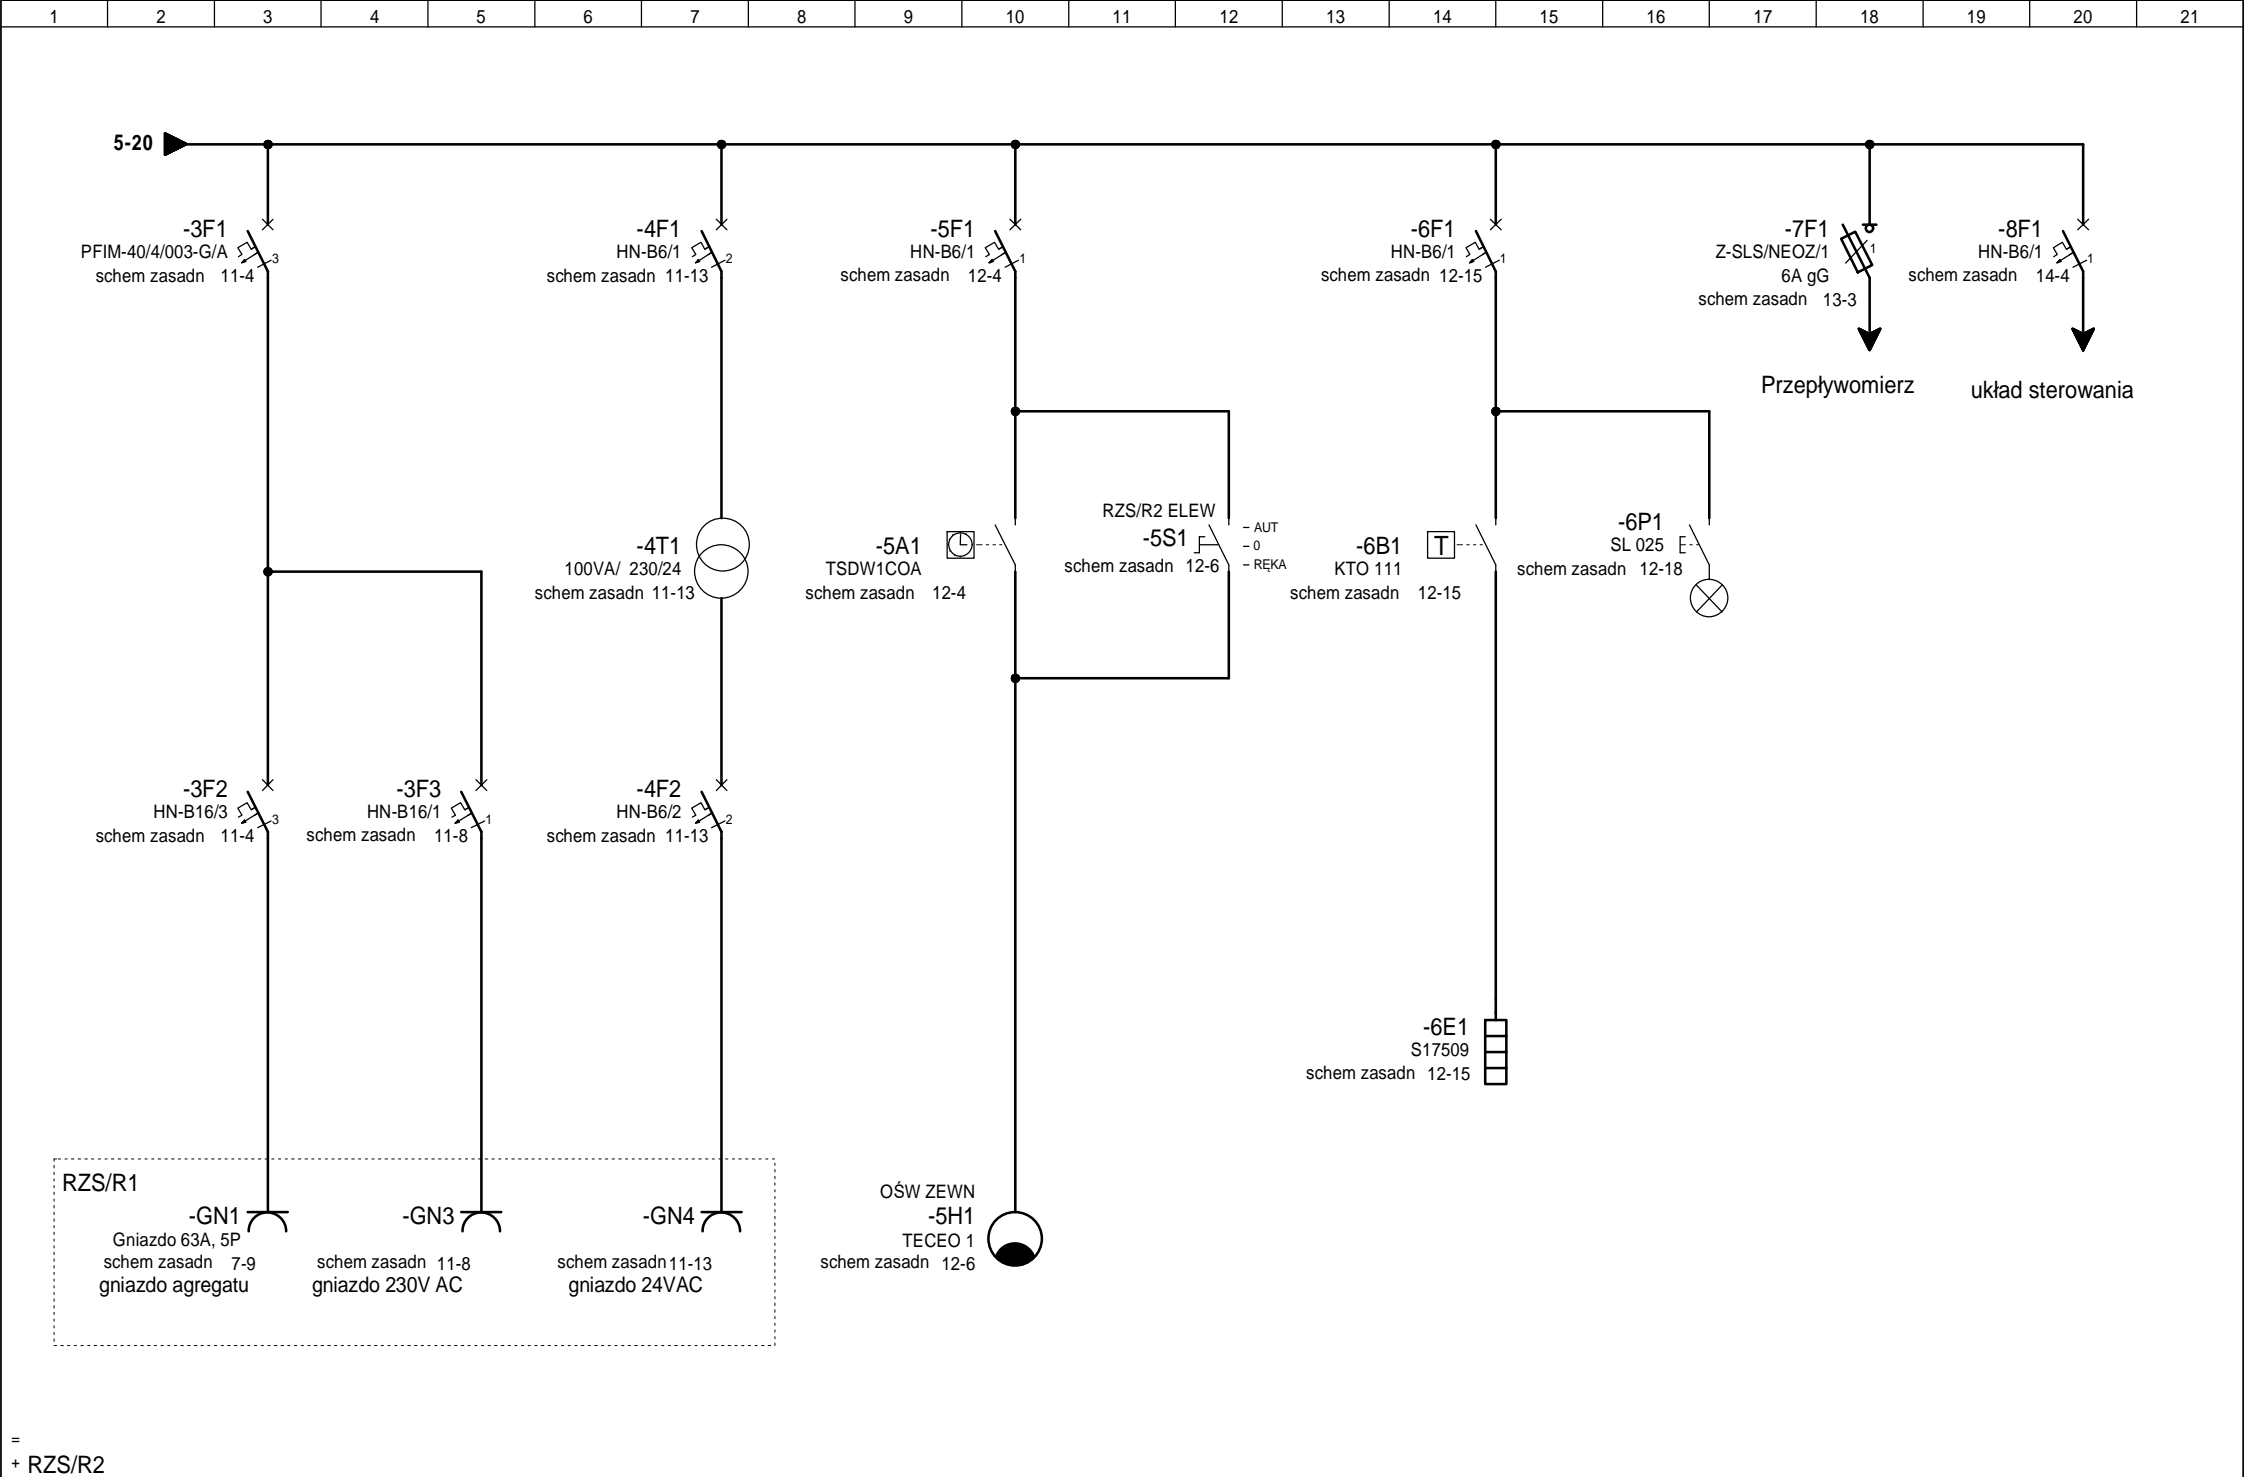 1 2 3 4 5 6 7 8 9 10 11 12 13 14 15 16 17 18 19 20 21
5-20
-3F1
PFIM-40/4/003-G/A
schem zasadn 11-4
3
-4F1
HN-B6/1
schem zasadn 11-13
2
-5F1
HN-B6/1
schem zasadn 12-4
1
-6F1
HN-B6/1
schem zasadn 12-15
1
-7F1
Z-SLS/NEOZ/1
6A gG
schem zasadn 13-3
1
Przepływomierz
-8F1
HN-B6/1
schem zasadn 14-4
1
układ sterowania
-4T1
100VA/ 230/24
schem zasadn 11-13
-5A1
TSDW1COA
schem zasadn 12-4
RZS/R2 ELEW
-5S1
schem zasadn 12-6
– AUT
– 0
– RĘKA
-6B1
KTO 111
schem zasadn 12-15
T
-6P1
SL 025
schem zasadn 12-18
-3F2
HN-B16/3
schem zasadn 11-4
3
-3F3
HN-B16/1
schem zasadn 11-8
1
-4F2
HN-B6/2
schem zasadn 11-13
2
-6E1
S17509
schem zasadn 12-15
RZS/R1
-GN1
Gniazdo 63A, 5P
schem zasadn 7-9
gniazdo agregatu
-GN3
schem zasadn 11-8
gniazdo 230V AC
-GN4
schem zasadn 11-13
gniazdo 24VAC
OŚW ZEWN
-5H1
TECEO 1
schem zasadn 12-6
=
+ RZS/R2